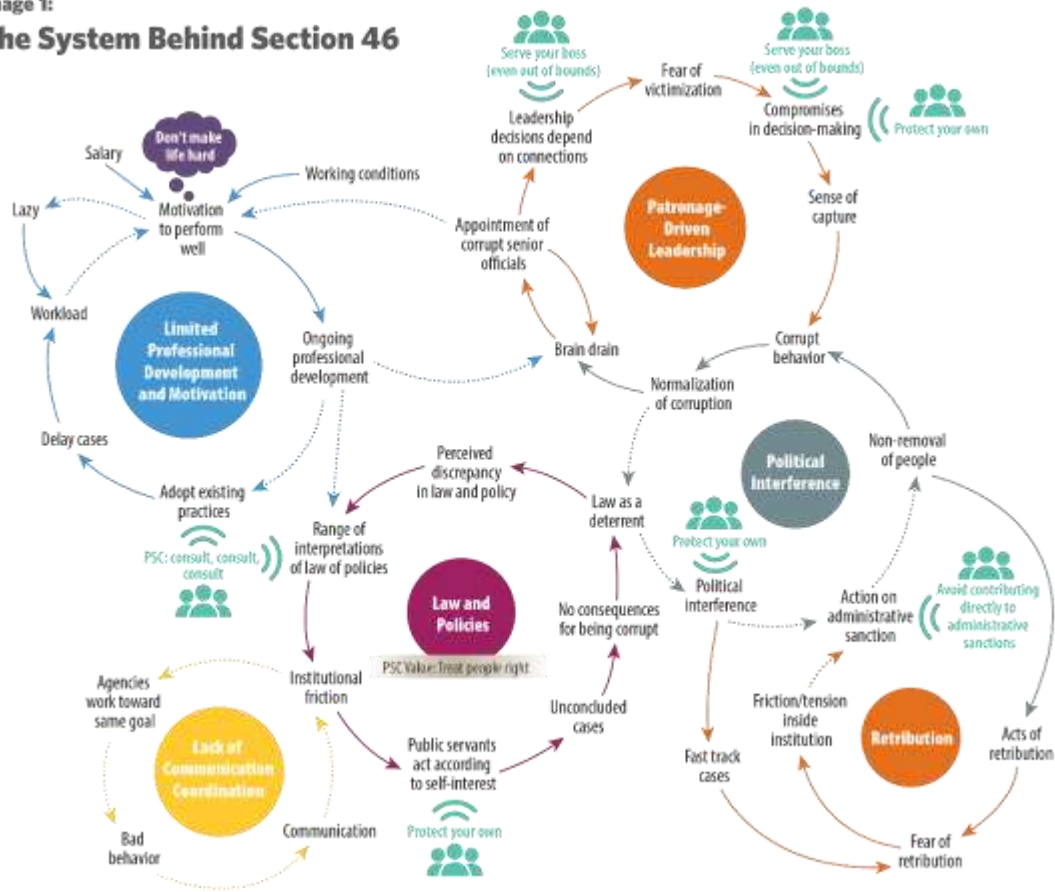 he System Behind Section 46
Serve your boss
(even out of bounds)
Serve your boss
(even out of bounds)
Fear of
victimization
Leadership
decisions depend
on connections
Compromises
in decision-making
Protect your own
Don't make
life hard
Salary
Working conditions
Lazy
Motivation
to perform
well
Appointment of
corrupt senior
officials
Patronage-
Driven
Leadership
Sense of
capture
Workload
Limited
Professional
Development
and Motivation
Ongoing
professional
development
Brain drain
Corrupt
behavior
Normalization
of corruption
Delay cases
Perceived
discrepancy
in law and policy
Political
Interference
Non-removal
of people
Adopt existing
practices
PSC: consult, consult,
consult
Range of
interpretations
of law of policies
Law as a
deterrent
Protect your own
Political
interference
Law and
Policies
PSC Value: Treat people right
No consequences
for being corrupt
Action on
administrative
sanction
Avoid contributing
directly to
administrative
sanctions
Agencies
work toward
same goal
Institutional
friction
Unconcluded
cases
Friction/tension
inside
institution
Retribution
Acts of
retribution
Lack of
Communication
Coordination
Public servants
act according
to self-interest
Fast track
cases
Bad
behavior
Communication
Protect your own
Fear of
retribution